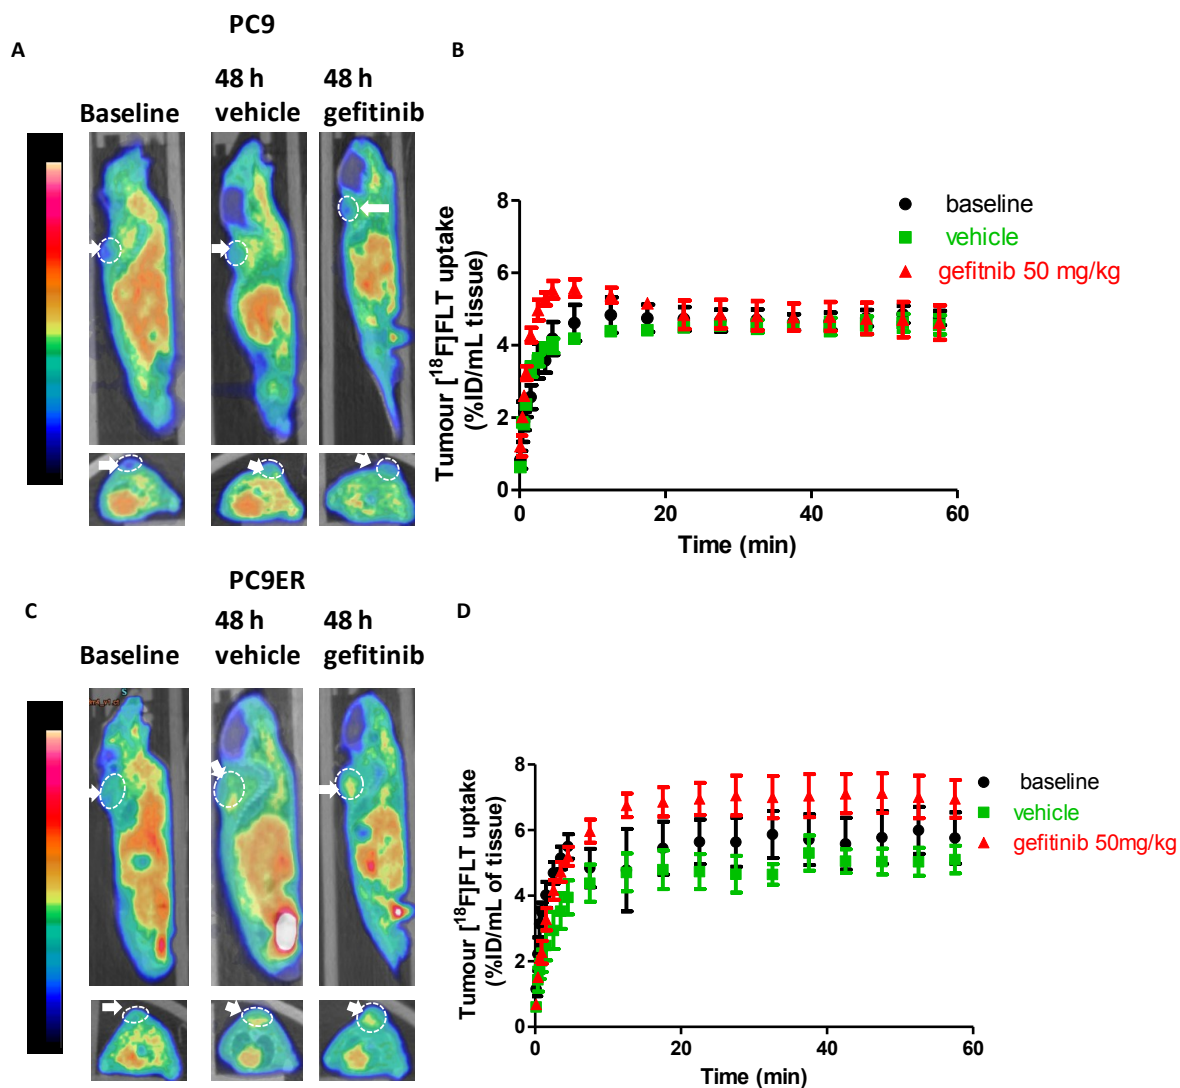 PC9
A
B
Baseline
48 h
vehicle
48 h
gefitinib
8
6
4
2
0
0
20
40
60
Tumour [18F]FLT uptake
(%ID/mL tissue)
Time (min)
baseline
vehicle
gefitnib 50 mg/kg
PC9ER
C
D
Baseline
48 h
vehicle
48 h
gefitinib
S
8
6
4
2
0
0
20
40
60
Tumour [18F]FLT uptake
(%ID/mL of tissue)
Time (min)
baseline
vehicle
gefitinib 50mg/kg